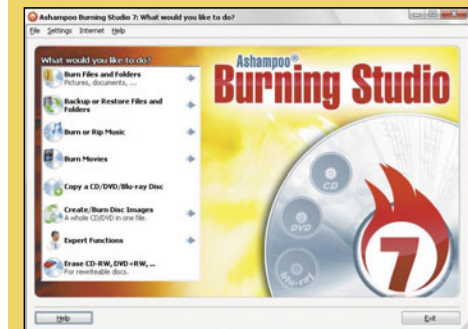 Ashampoo Burning Studio 7: What would you like to do?
File Settings Internet Help
What would you like to do?
Burn Files and Folders
Pictures, documents, ...
Backup or Restore Files and
Folders
Burn or Rip Music
Burn Movies
Copy a CD/DVD/Blu-ray Disc
Create/Burn Disc Images
A whole CD/DVD in one file.
Expert Functions
Erase CD-RW, DVD+RW, ...
For rewriteable discs.
Ashampoo®
Burning Studio
CD
DVD
blu-ray
7
Help
Exit